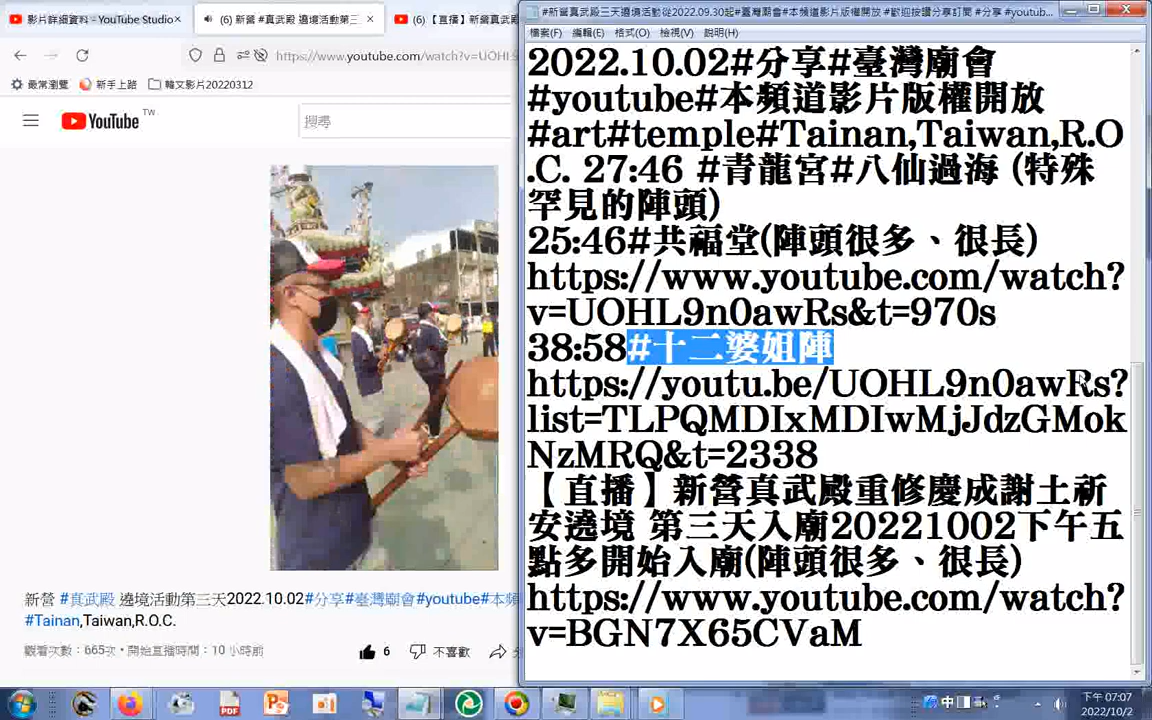 影片詳細資料 - YouTube Studio
(6) 新營 #真武殿 遶境活動第三
(6)【直播】新營真武殿
https://www.youtube.com/watch?v=UOHL9
最常瀏覽
新手上路
韓文影片20220312
YouTube TW
搜尋
新營 #真武殿 遶境活動第三天2022.10.02#分享#臺灣廟會#youtube#本頻
#Tainan,Taiwan,R.O.C.
觀看次數：665次 • 開始直播時間：10 小時前
6
不喜歡
#新營真武殿三天遶境活動從2022.09.30起#臺灣廟會#本頻道影片版權開放 #歡迎按讚分享訂閱 #分享 #youtub...
檔案(F) 編輯(E) 格式(O) 檢視(V) 說明(H)
2022.10.02#分享#臺灣廟會
#youtube#本頻道影片版權開放
#art#temple#Tainan,Taiwan,R.O
.C. 27:46 #青龍宮#八仙過海 (特殊
罕見的陣頭)
25:46#共福堂(陣頭很多、很長)
https://www.youtube.com/watch?
v=UOHL9n0awRs&t=970s
38:58#十二婆姐陣
https://youtu.be/UOHL9n0awRs?
list=TLPQMDIxMDIwMjJdzGMok
NzMRQ&t=2338
【直播】新營真武殿重修慶成謝土祈
安遶境 第三天入廟20221002下午五
點多開始入廟(陣頭很多、很長)
https://www.youtube.com/watch?
v=BGN7X65CVaM
PDF
中
下午 07:07
2022/10/2